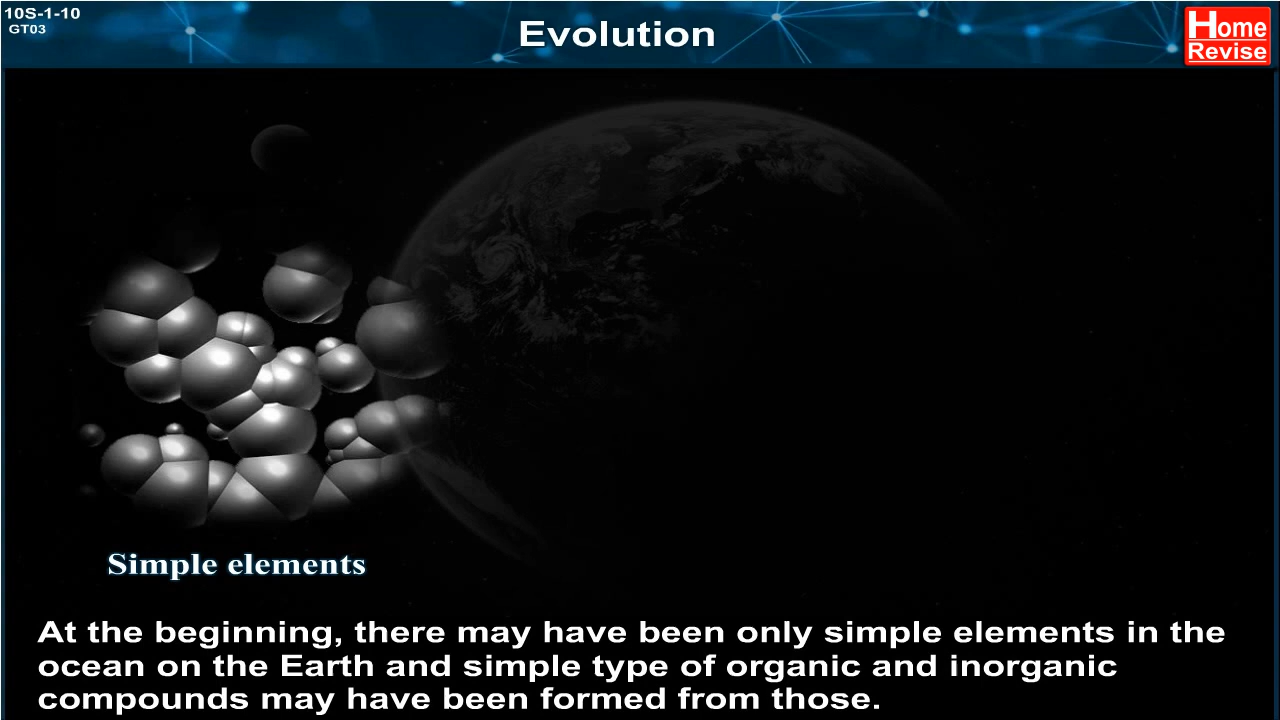 10S-1-10
GT03
Evolution
Home
Revise
Simple elements
At the beginning, there may have been only simple elements in the
ocean on the Earth and simple type of organic and inorganic
compounds may have been formed from those.